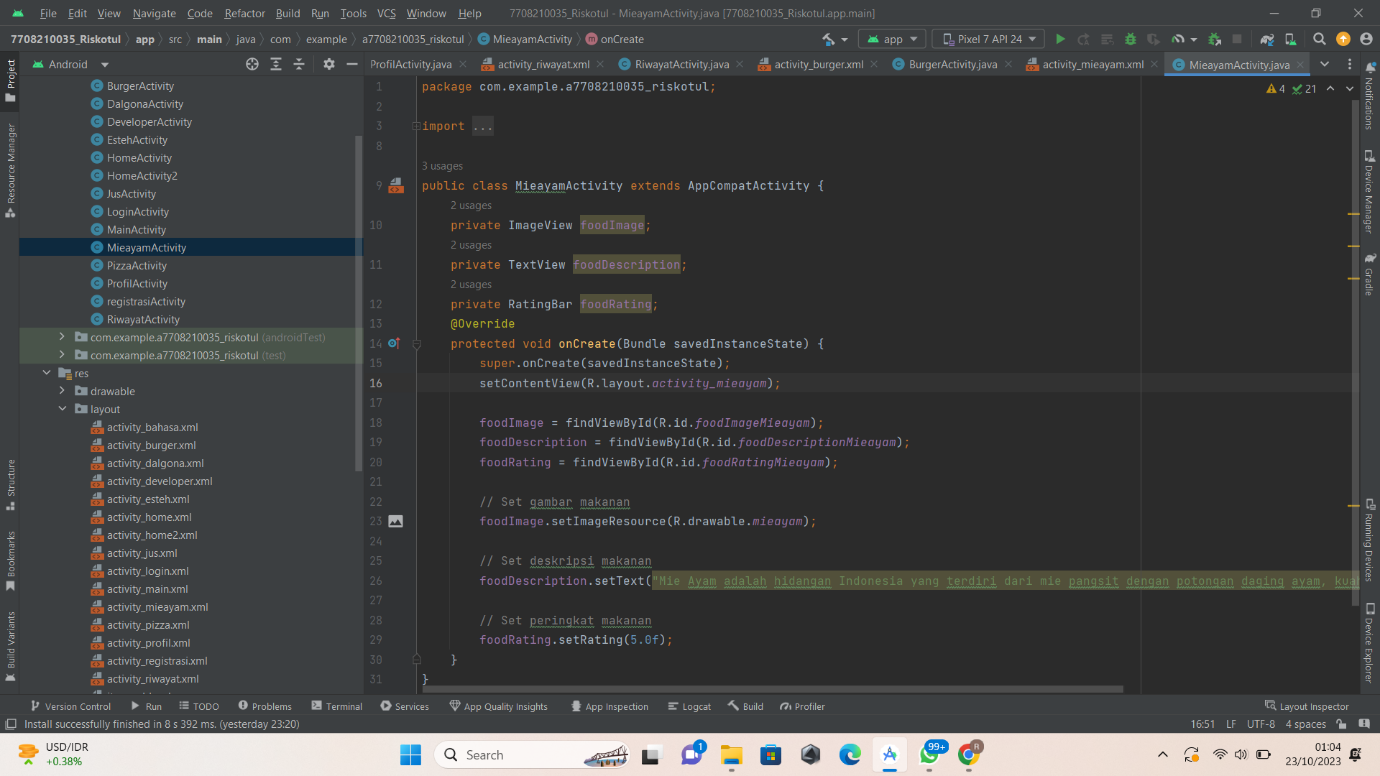 File Edit View Navigate Code Refactor Build Run Tools VCS Window Help 7708210035_Riskotul - MieayamActivity.java [7708210035_Riskotul.app.main]
7708210035_Riskotul app src main java com example a7708210035_riskotul MieayamActivity onCreate app Pixel 7 API 24
Android ProfilActivity.java activity_riwayat.xml RiwayatActivity.java activity_burger.xml BurgerActivity.java activity_mieayam.xml MieayamActivity.java
Project
Resource Manager
Structure
Bookmarks
Build Variants
BurgerActivity
DalgonaActivity
DeveloperActivity
EstehActivity
HomeActivity
HomeActivity2
JusActivity
LoginActivity
MainActivity
MieayamActivity
PizzaActivity
ProfilActivity
registrasiActivity
RiwayatActivity
com.example.a7708210035_riskotul (androidTest)
com.example.a7708210035_riskotul (test)
res
drawable
layout
activity_bahasa.xml
activity_burger.xml
activity_dalgona.xml
activity_developer.xml
activity_esteh.xml
activity_home.xml
activity_home2.xml
activity_jus.xml
activity_login.xml
activity_main.xml
activity_mieayam.xml
activity_pizza.xml
activity_profil.xml
activity_registrasi.xml
activity_riwayat.xml
4 21
1 package com.example.a7708210035_riskotul;
2
3 import ...
8
3 usages
9 public class MieayamActivity extends AppCompatActivity {
2 usages
10 private ImageView foodImage;
2 usages
11 private TextView foodDescription;
2 usages
12 private RatingBar foodRating;
13 @Override
14 protected void onCreate(Bundle savedInstanceState) {
15 super.onCreate(savedInstanceState);
16 setContentView(R.layout.activity_mieayam);
17
18 foodImage = findViewById(R.id.foodImageMieayam);
19 foodDescription = findViewById(R.id.foodDescriptionMieayam);
20 foodRating = findViewById(R.id.foodRatingMieayam);
21
22 // Set gambar makanan
23 foodImage.setImageResource(R.drawable.mieayam);
24
25 // Set deskripsi makanan
26 foodDescription.setText("Mie Ayam adalah hidangan Indonesia yang terdiri dari mie pangsit dengan potongan daging ayam, kua
27
28 // Set peringkat makanan
29 foodRating.setRating(5.0f);
30 }
31 }
Notifications
Device Manager
Gradle
Running Devices
Device Explorer
Version Control Run TODO Problems Terminal Services App Quality Insights App Inspection Logcat Build Profiler Layout Inspector
Install successfully finished in 8 s 392 ms. (yesterday 23:20) 16:51 LF UTF-8 4 spaces
USD/IDR
+0.38%
Search
1
99+
R
01:04
23/10/2023